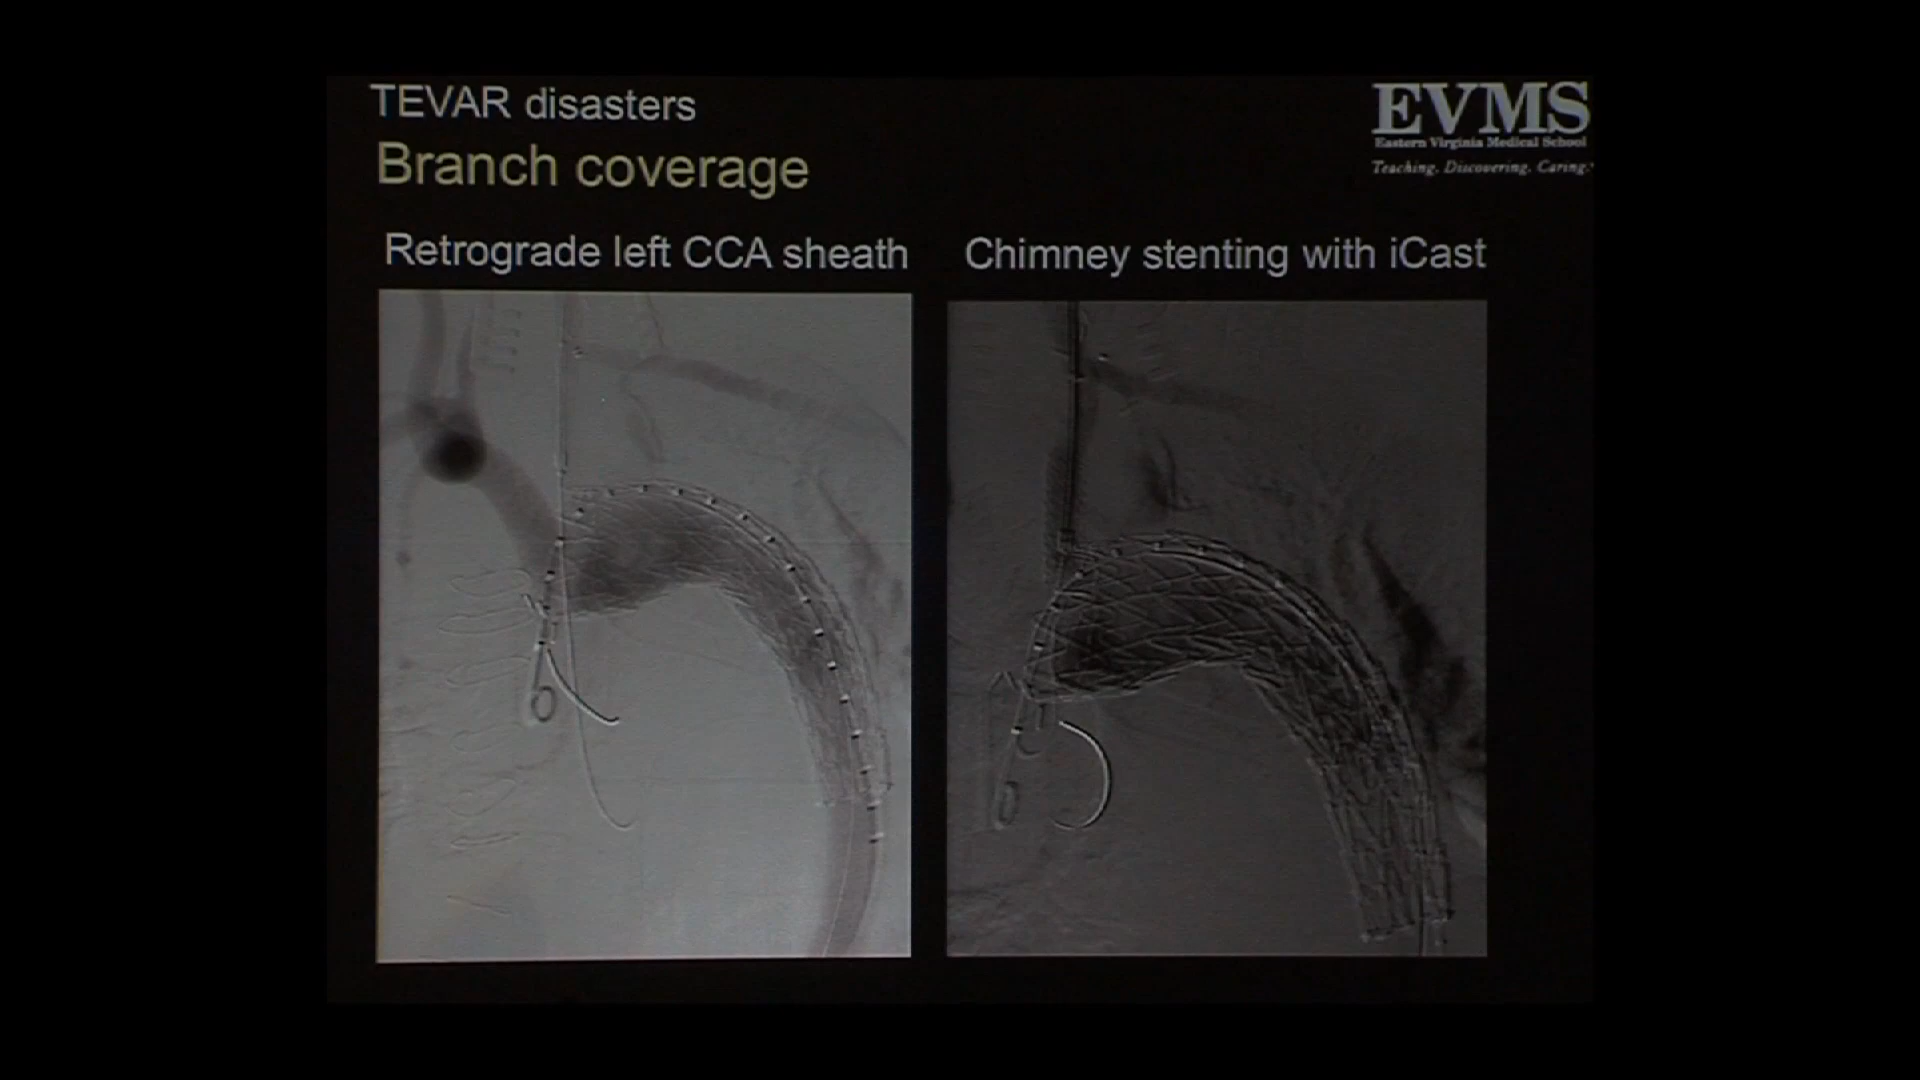 TEVAR disasters
Branch coverage
EVMS
Eastern Virginia Medical School
Teaching. Discovering. Caring.
Retrograde left CCA sheath
Chimney stenting with iCast